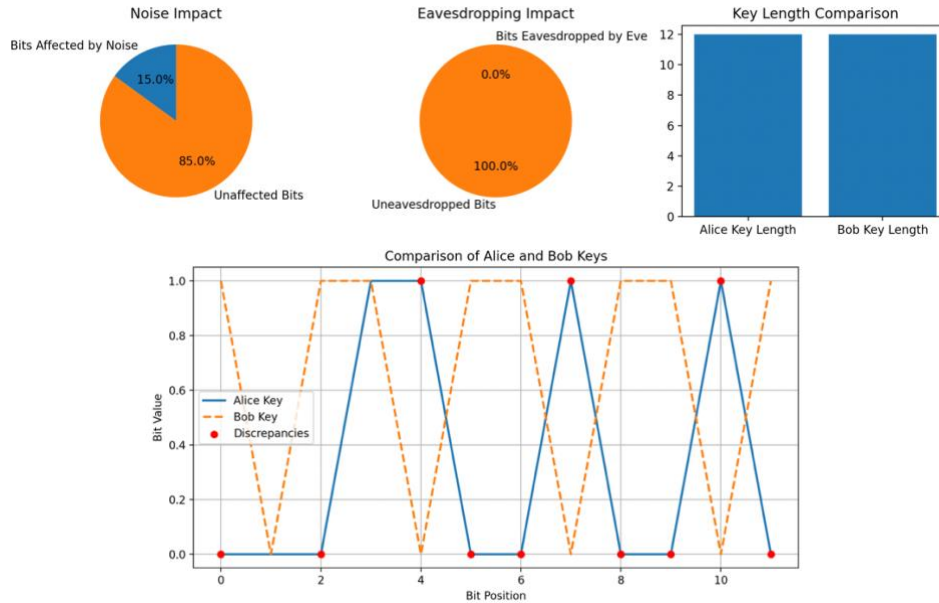 Noise Impact
Bits Affected by Noise
15.0%
85.0%
Unaffected Bits
Eavesdropping Impact
Bits Eavesdropped by Eve
0.0%
100.0%
Uneavesdropped Bits
Key Length Comparison
12
10
8
6
4
2
0
Alice Key Length
Bob Key Length
Comparison of Alice and Bob Keys
Bit Value
1.0
0.8
0.6
0.4
0.2
0.0
Alice Key
Bob Key
Discrepancies
0
2
4
6
8
10
Bit Position